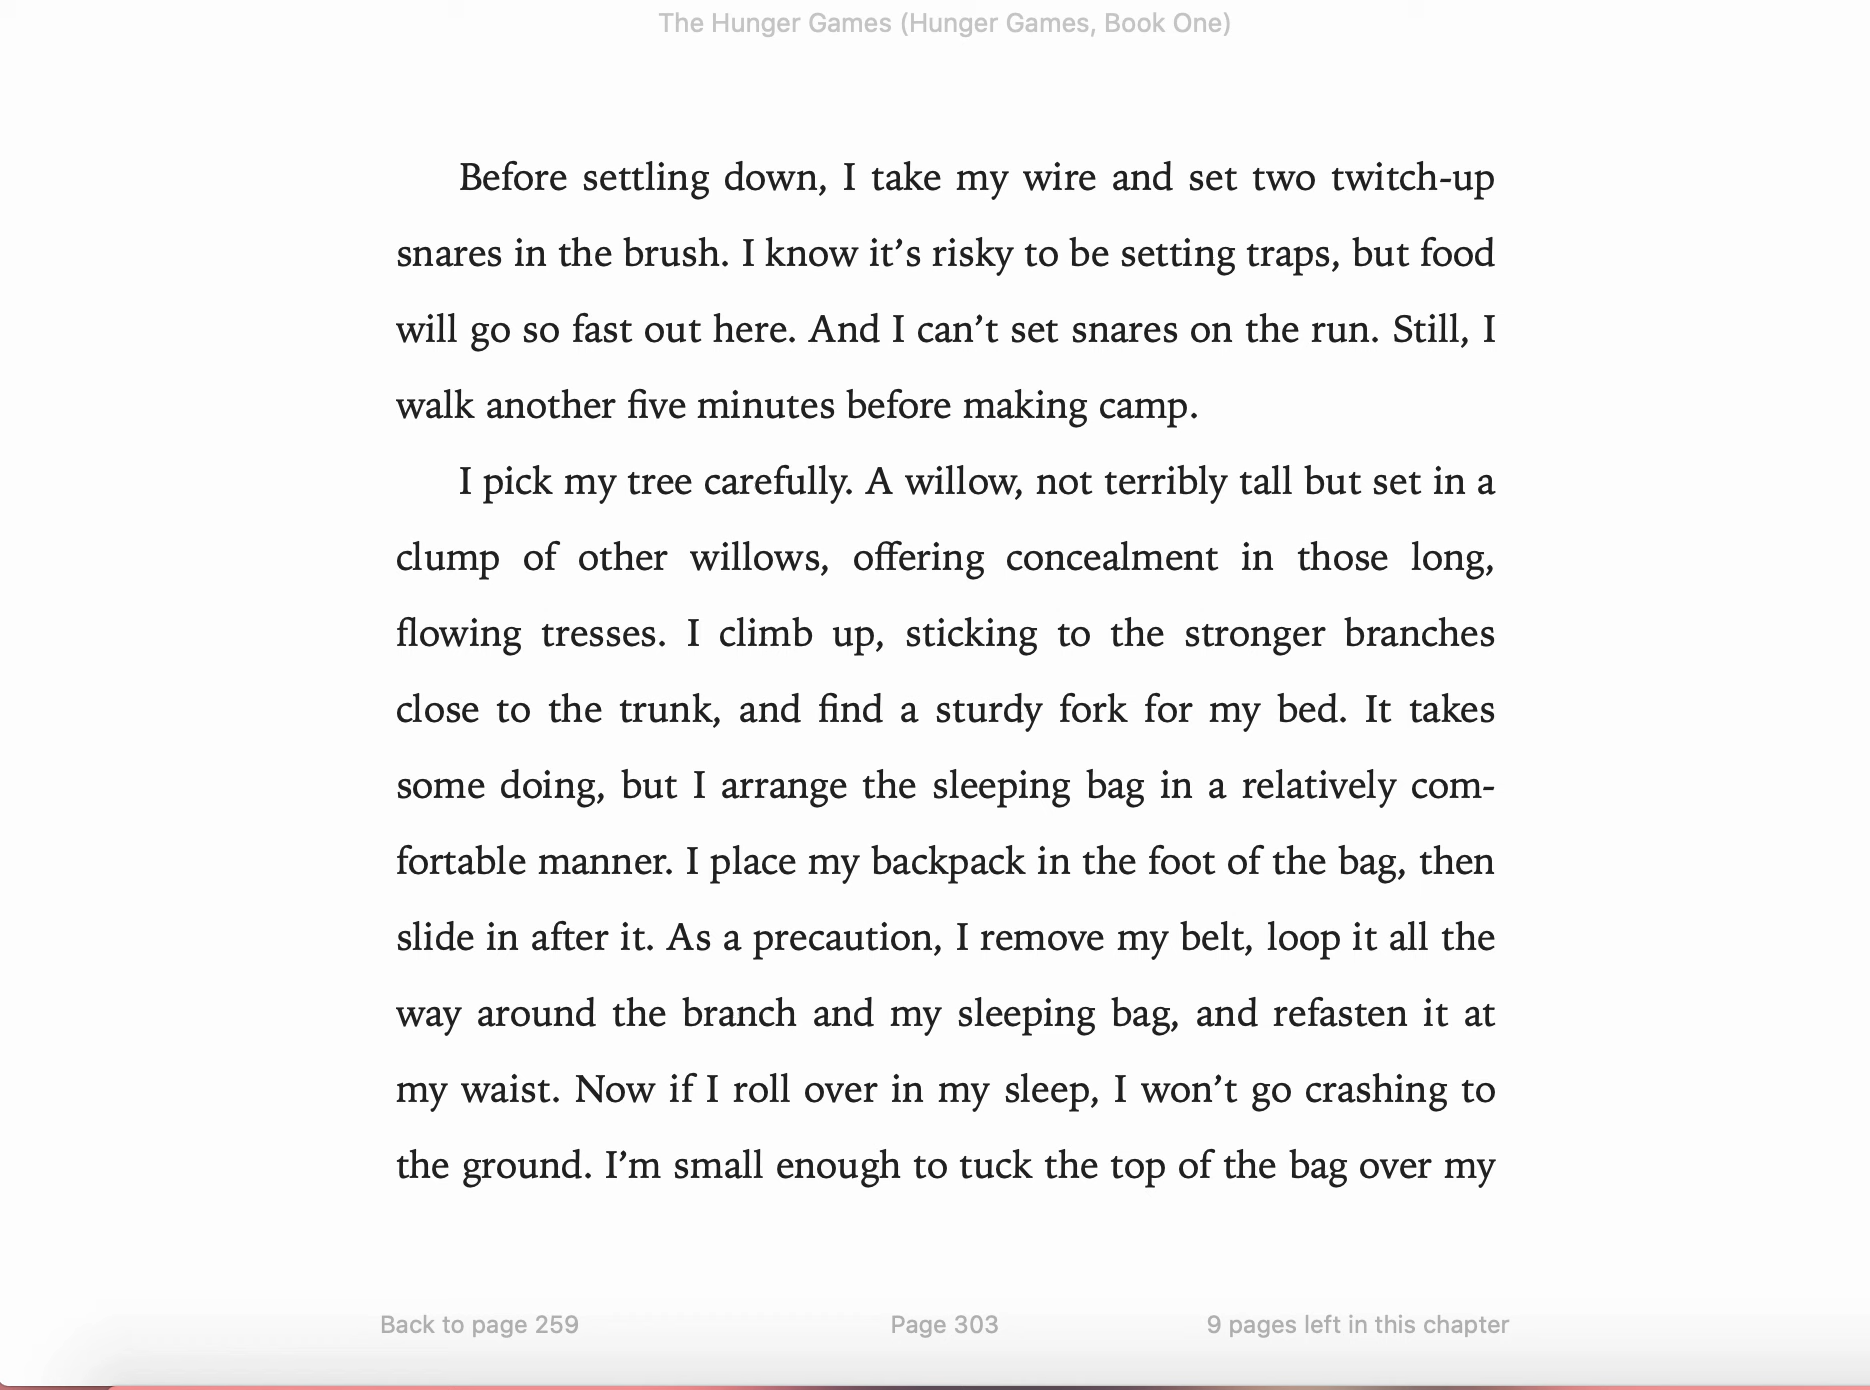 The Hunger Games (Hunger Games, Book One)
Before settling down, I take my wire and set two twitch-up
snares in the brush. I know it’s risky to be setting traps, but food
will go so fast out here. And I can’t set snares on the run. Still, I
walk another five minutes before making camp.
I pick my tree carefully. A willow, not terribly tall but set in a
clump of other willows, offering concealment in those long,
flowing tresses. I climb up, sticking to the stronger branches
close to the trunk, and find a sturdy fork for my bed. It takes
some doing, but I arrange the sleeping bag in a relatively com-
fortable manner. I place my backpack in the foot of the bag, then
slide in after it. As a precaution, I remove my belt, loop it all the
way around the branch and my sleeping bag, and refasten it at
my waist. Now if I roll over in my sleep, I won’t go crashing to
the ground. I’m small enough to tuck the top of the bag over my
Back to page 259 Page 303 9 pages left in this chapter